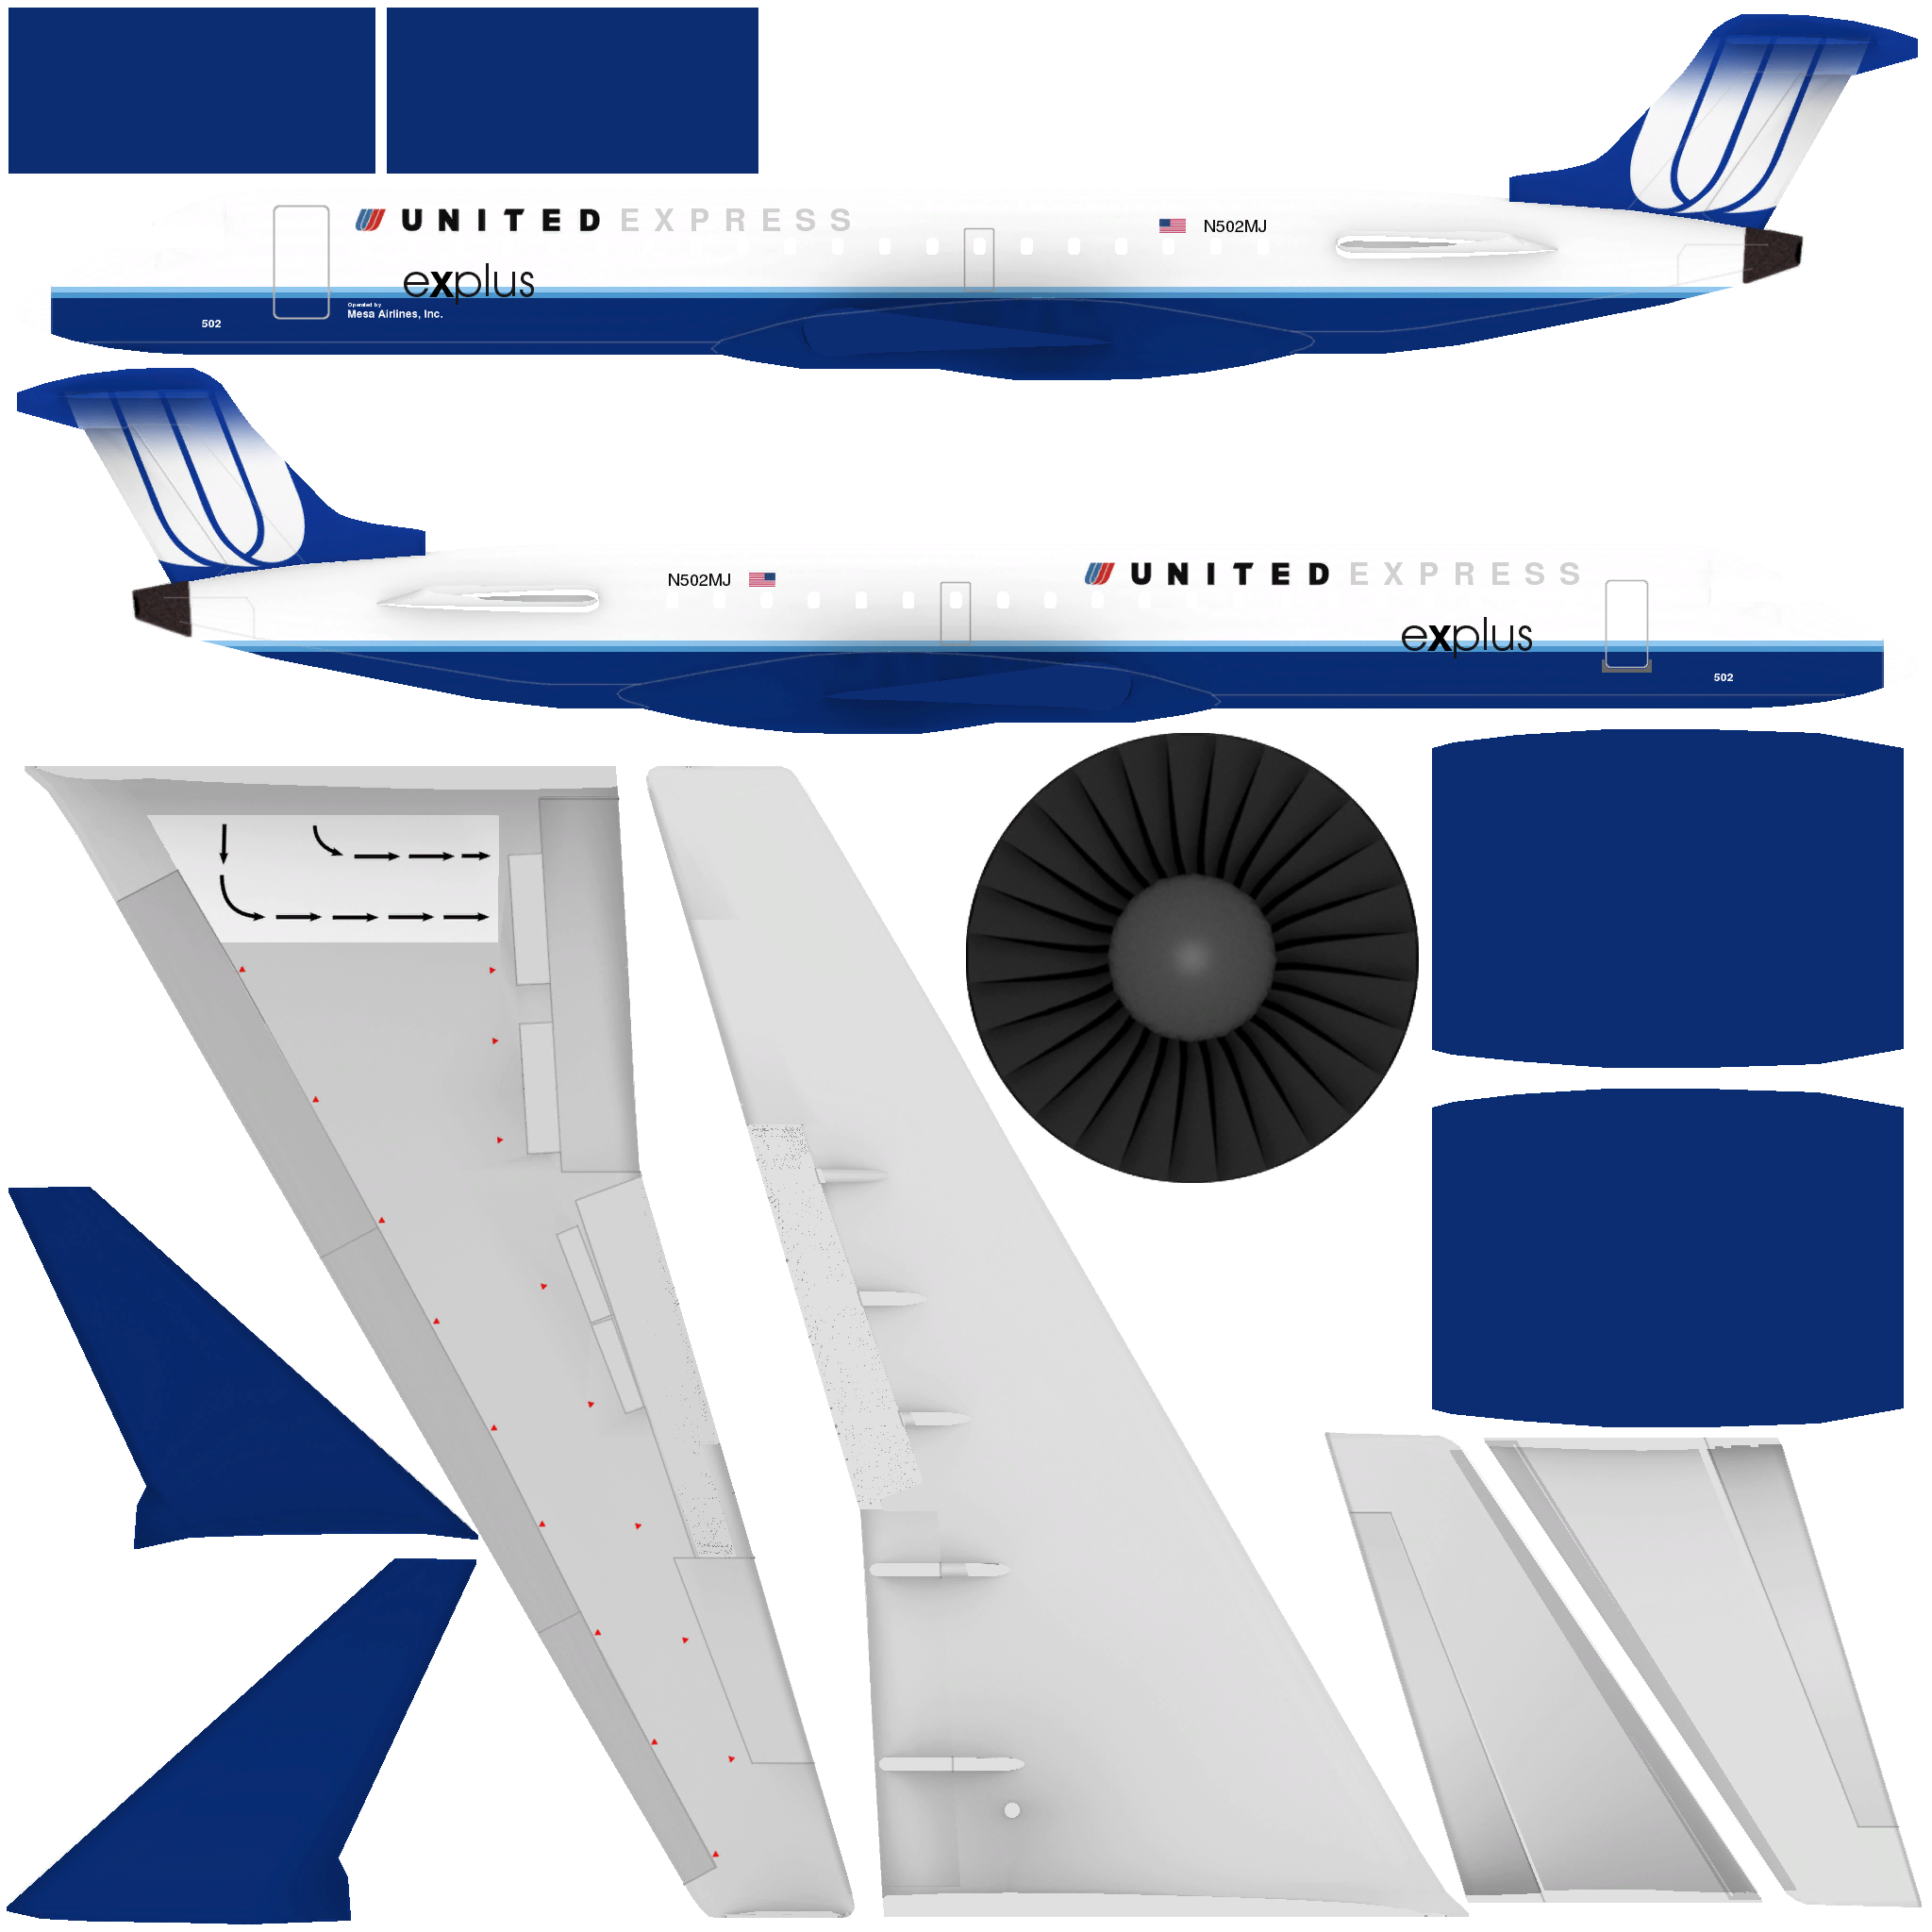 UNITED EXPRESS
N502MJ
explus
Operated by
Mesa Airlines, Inc.
502
N502MJ
UNITED EXPRESS
explus
502